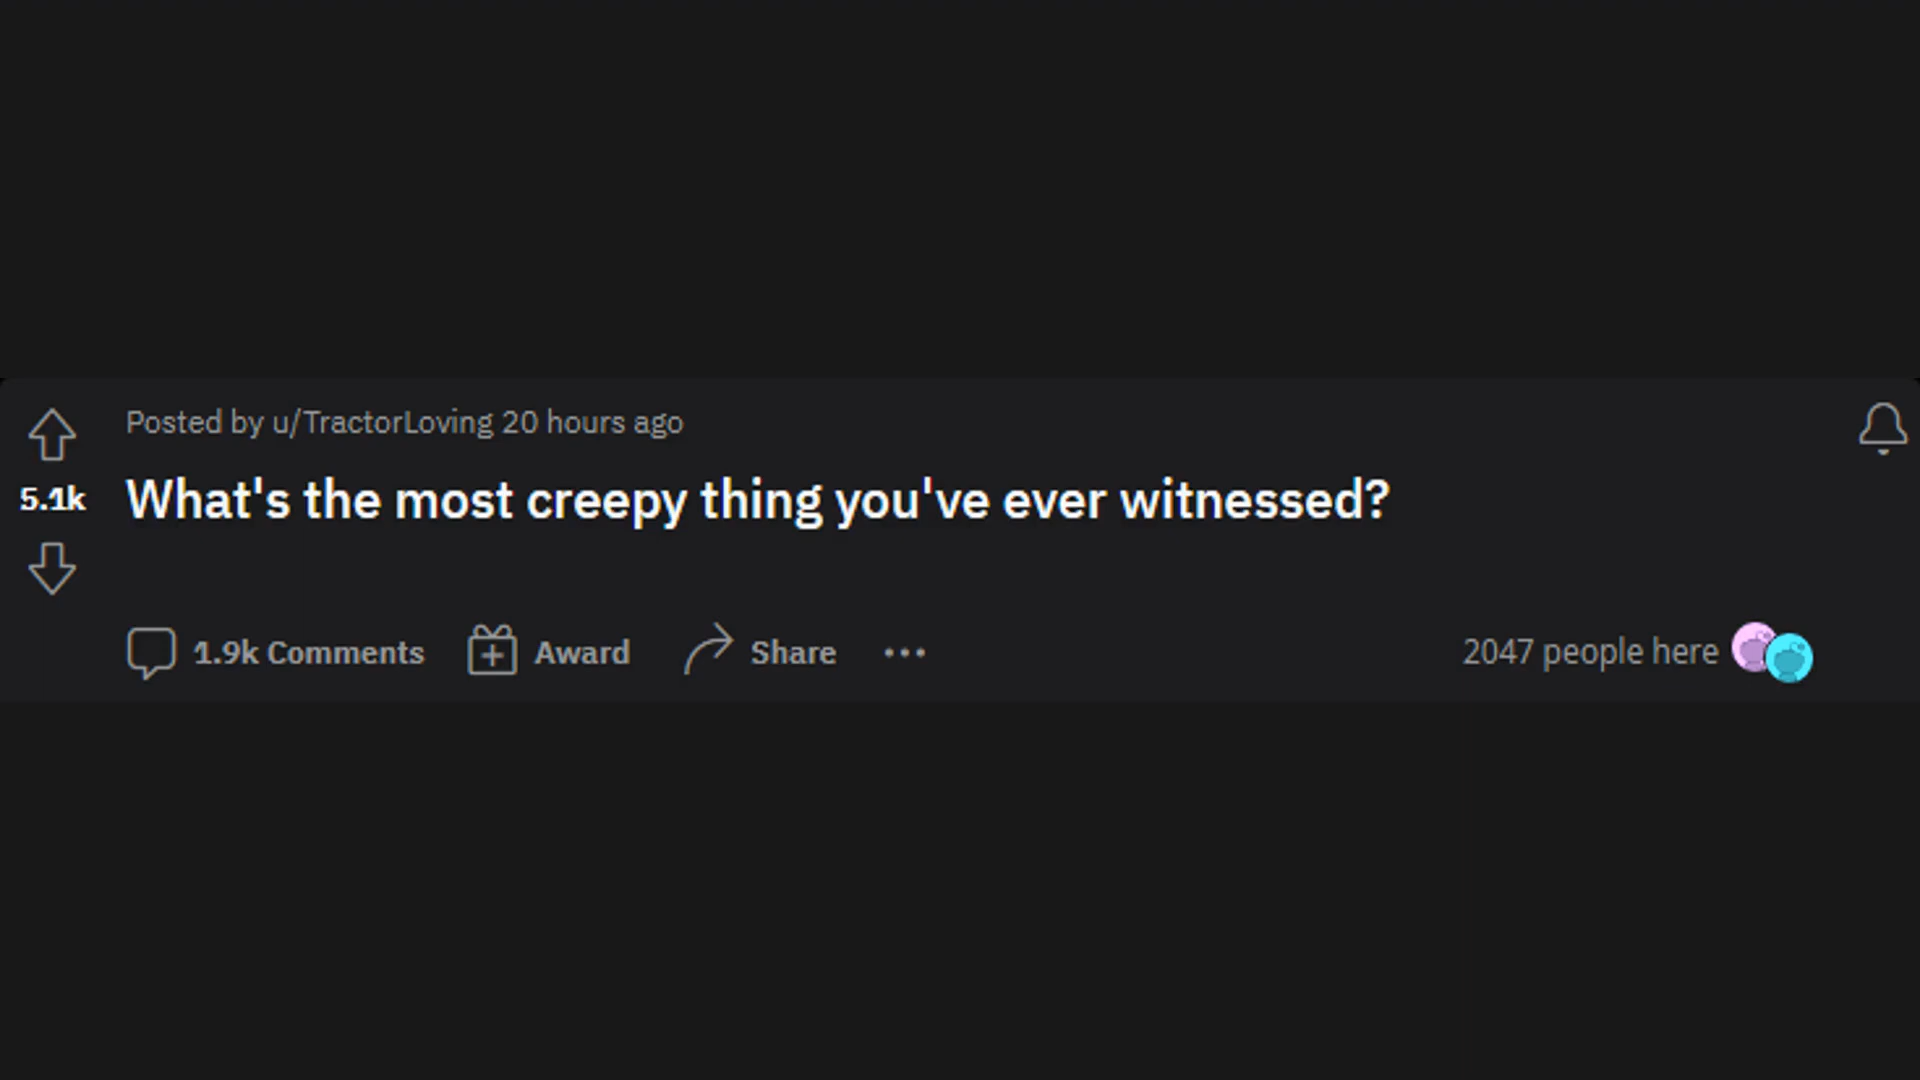 Posted by u/TractorLoving 20 hours ago
5.1k What's the most creepy thing you've ever witnessed?
1.9k Comments Award Share ... 2047 people here